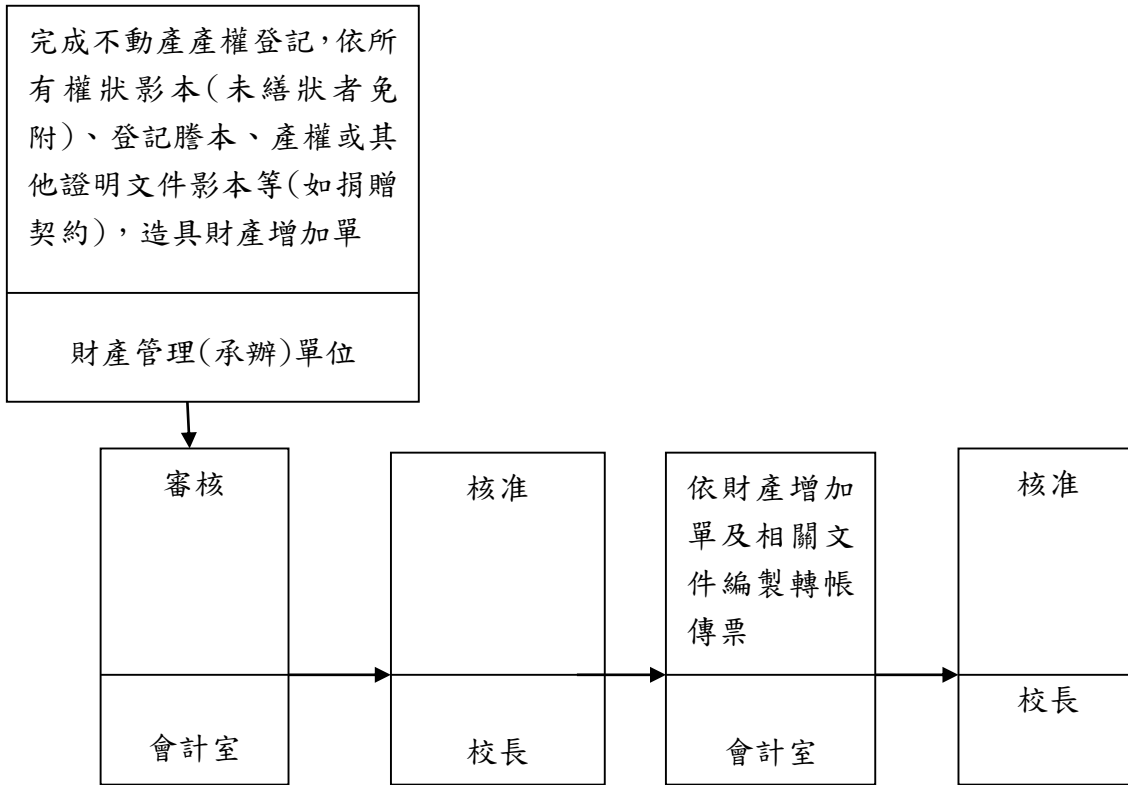 完成不動產產權登記，依所
有權狀影本(未繕狀者免
附)、登記謄本、產權或其
他證明文件影本等(如捐贈
契約)，造具財產增加單
財產管理(承辦)單位
審核
會計室
核准
校長
依財產增加
單及相關文
件編製轉帳
傳票
會計室
核准
校長